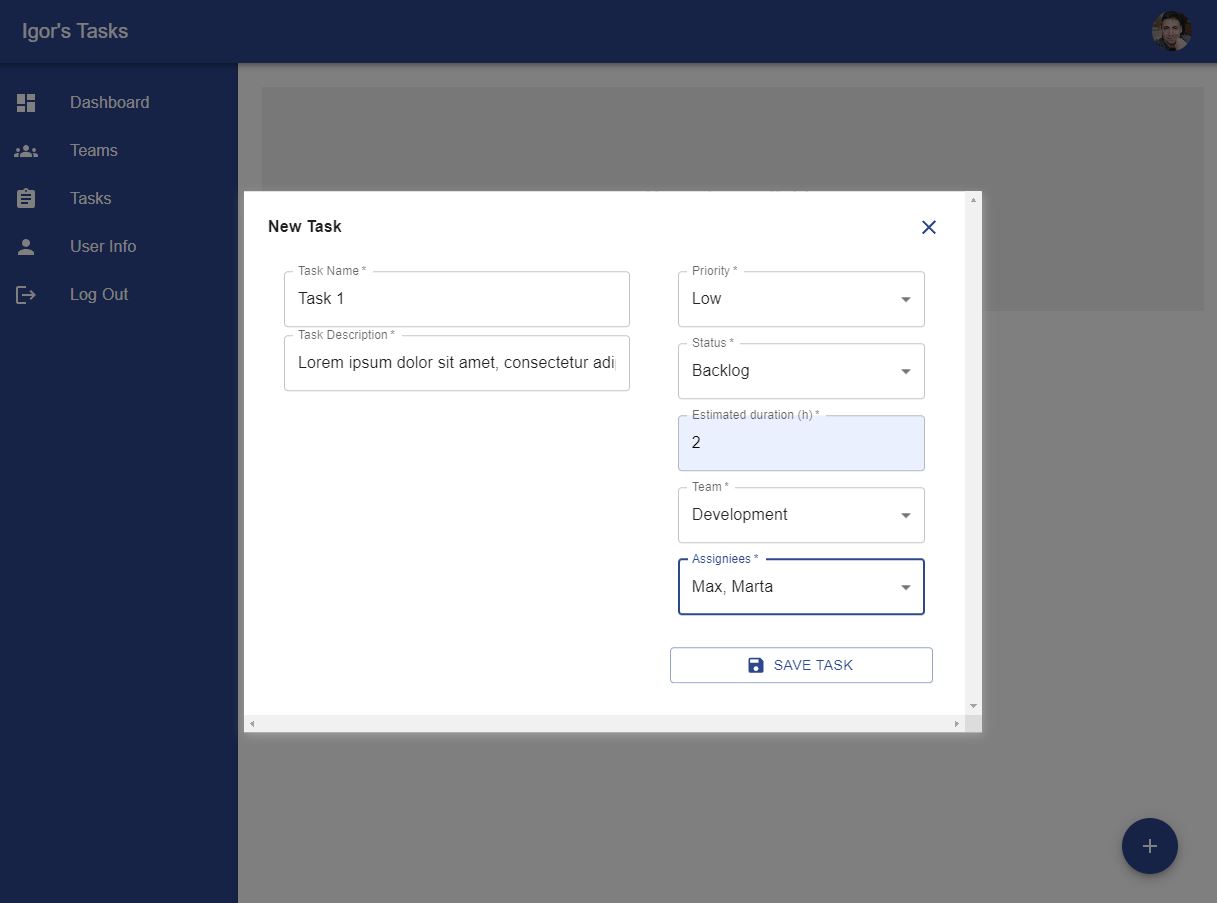 Igor's Tasks
Dashboard
Teams
Tasks
User Info
Log Out
New Task
Task Name *
Task 1
Task Description *
Lorem ipsum dolor sit amet, consectetur adi
Priority *
Low
Status *
Backlog
Estimated duration (h) *
2
Team *
Development
Assigniees *
Max, Marta
SAVE TASK